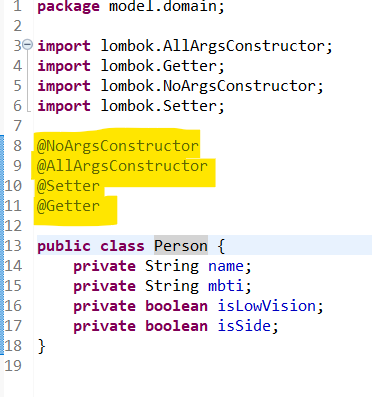 1 package model.domain;
2
3 import lombok.AllArgsConstructor;
4 import lombok.Getter;
5 import lombok.NoArgsConstructor;
6 import lombok.Setter;
7
8 @NoArgsConstructor
9 @AllArgsConstructor
10 @Setter
11 @Getter
12
13 public class Person {
14     private String name;
15     private String mbti;
16     private boolean isLowVision;
17     private boolean isSide;
18 }
19